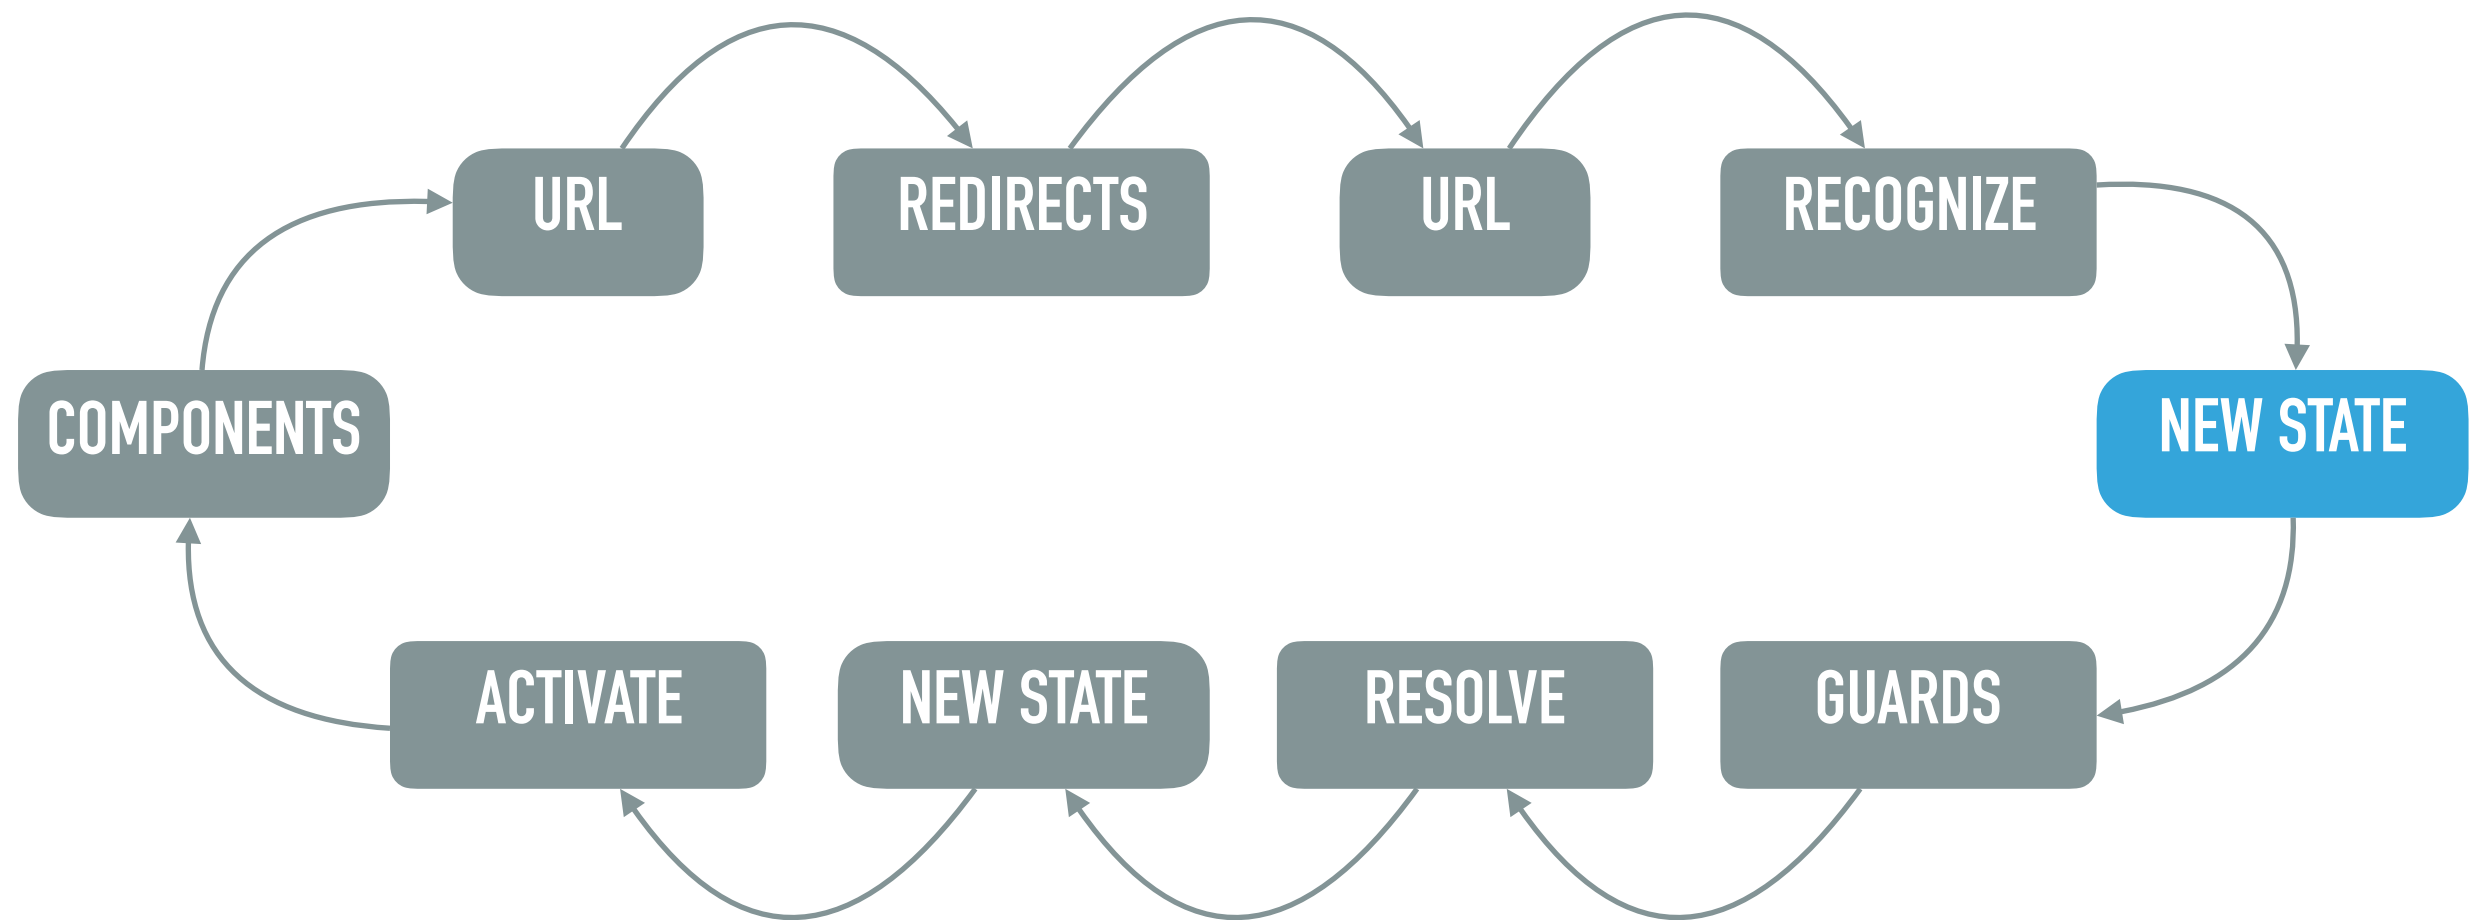 URL
REDIRECTS
URL
RECOGNIZE
COMPONENTS
NEW STATE
ACTIVATE
NEW STATE
RESOLVE
GUARDS